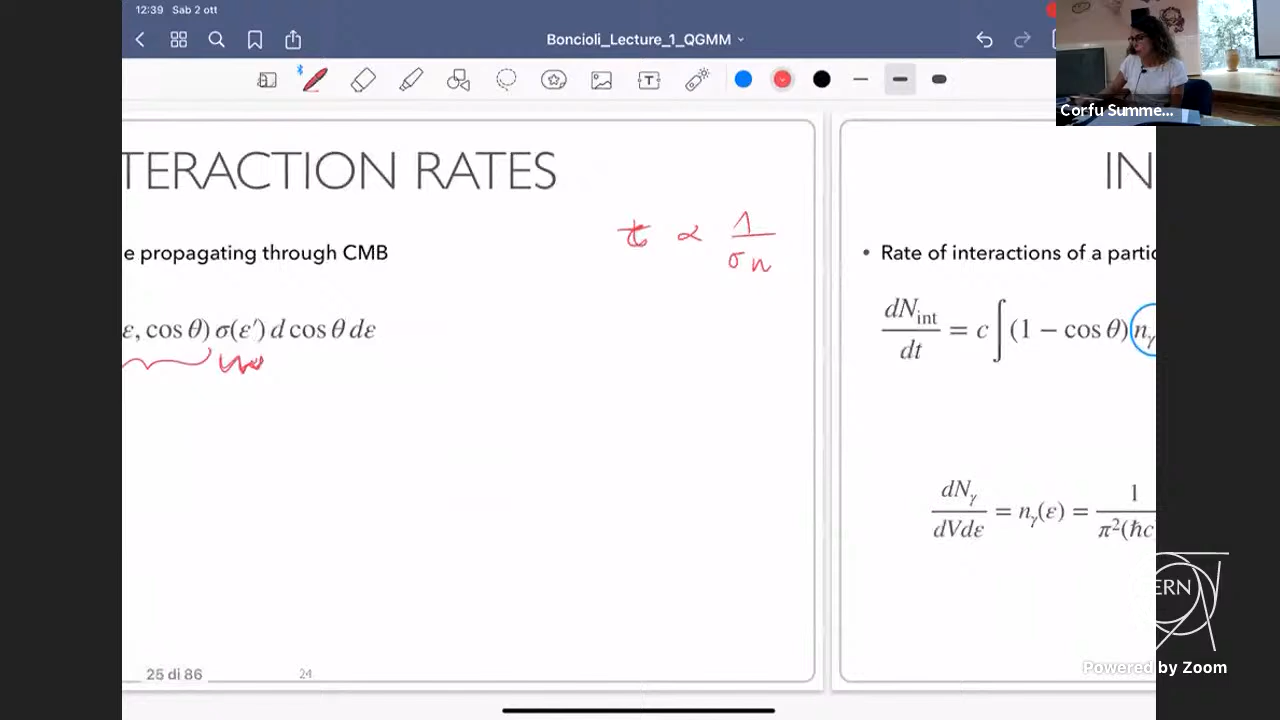 12:39 Sab 2 ott
Boncioli_Lecture_1_QGMM
Corfu Summe...
TERACTION RATES
e propagating through CMB
ε, cos θ) σ(ε′) d cos θ dε
τ ∝ 1/σn
25 di 86
24
IN
• Rate of interactions of a partic
dN_int/dt = c ∫ (1 − cos θ) n_γ
dN_γ/dVdε = n_γ(ε) = 1/π²(ħc
ERN
Powered by Zoom